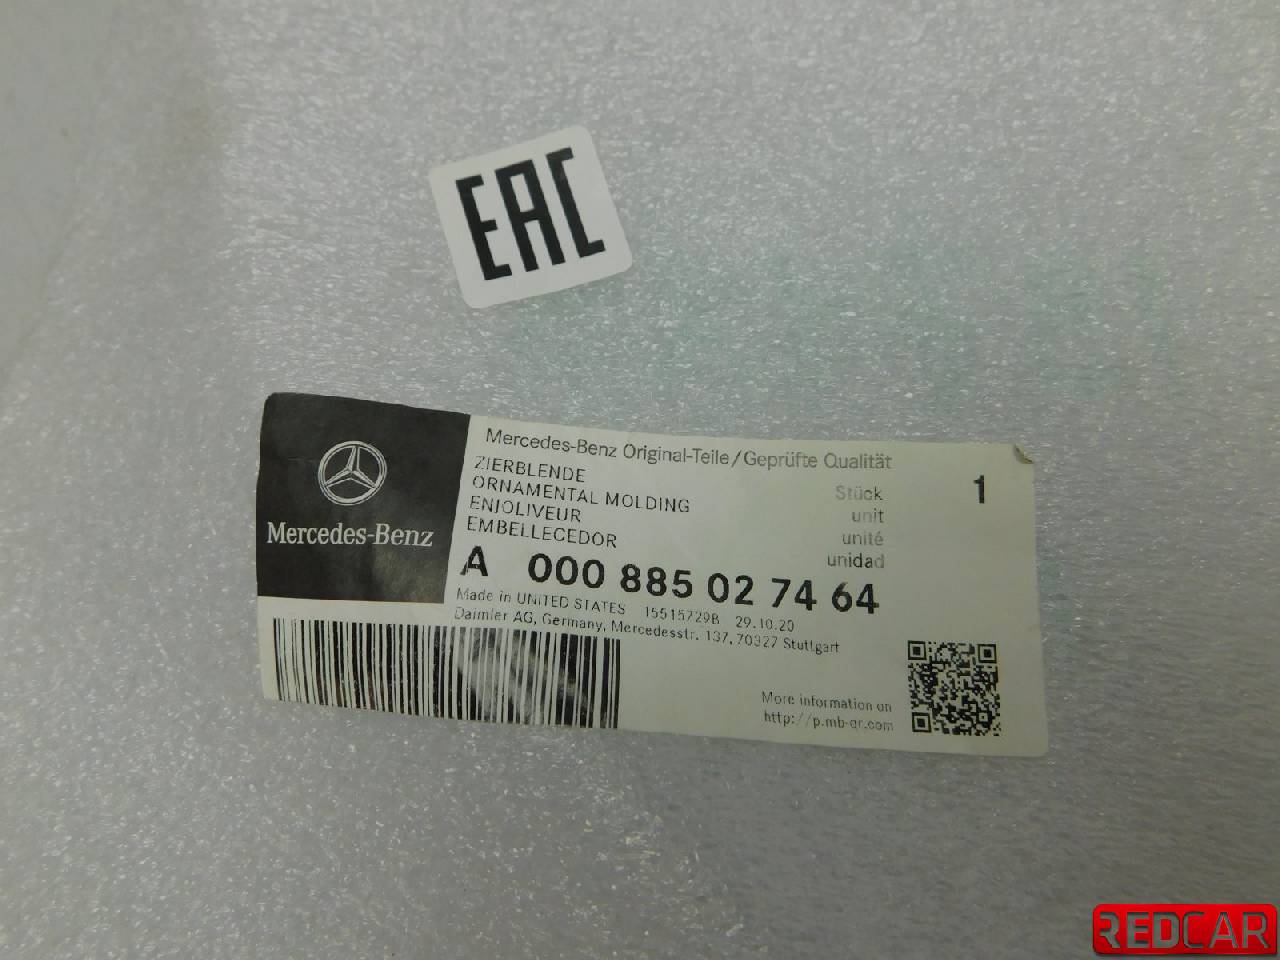 EAC
Mercedes-Benz
Mercedes-Benz Original-Teile/Geprüfte Qualität
ZIERBLENDE
ORNAMENTAL MOLDING
ENJOLIVEUR
EMBELLECEDOR
Stück
unit
unité
unidad
1
A 000 885 02 74 64
Made in UNITED STATES 15515729B 29.10.20
Daimler AG, Germany, Mercedesstr. 137, 70327 Stuttgart
More information on
http://p.mb-qr.com
REDCAR